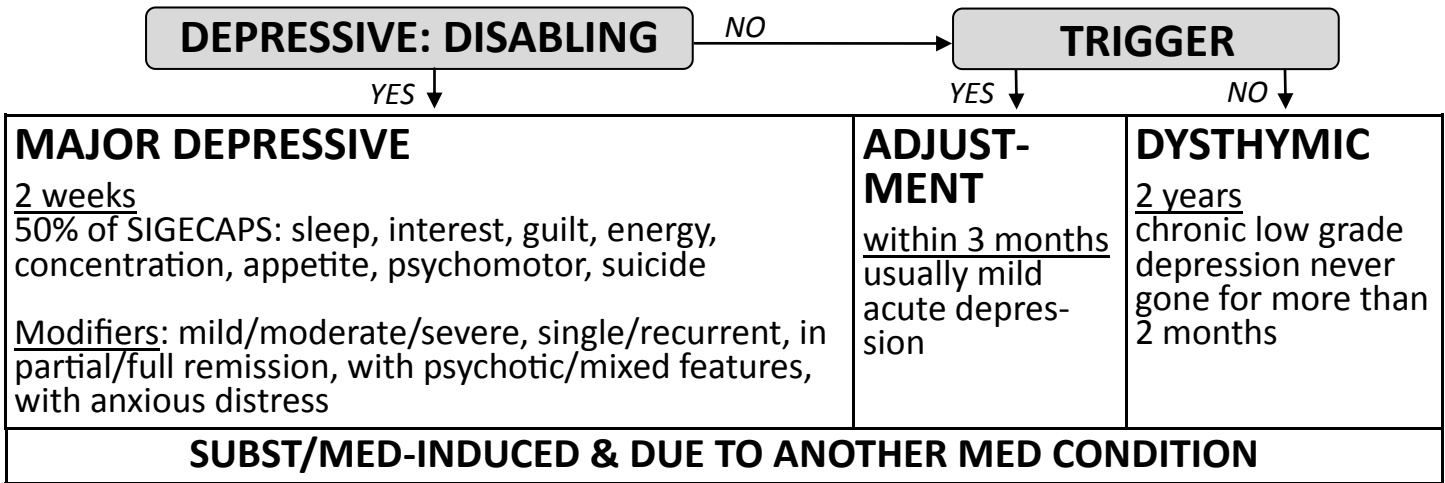 DEPRESSIVE: DISABLING
NO
TRIGGER
YES
YES
NO
MAJOR DEPRESSIVE
2 weeks
50% of SIGECAPS: sleep, interest, guilt, energy,
concentration, appetite, psychomotor, suicide
Modifiers: mild/moderate/severe, single/recurrent, in
partial/full remission, with psychotic/mixed features,
with anxious distress
ADJUST-
MENT
within 3 months
usually mild
acute depres-
sion
DYSTHYMIC
2 years
chronic low grade
depression never
gone for more than
2 months
SUBST/MED-INDUCED & DUE TO ANOTHER MED CONDITION